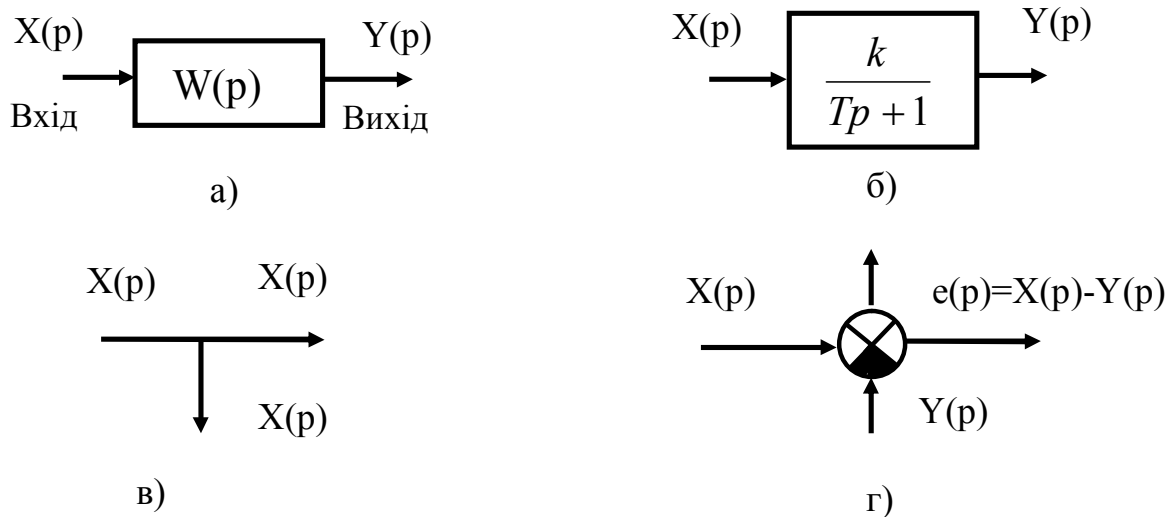 X(p)
Y(p)
W(p)
Вхід
Вихід
а)
X(p)
Y(p)
k
Tp + 1
б)
X(p)
X(p)
X(p)
в)
X(p)
e(p)=X(p)-Y(p)
Y(p)
г)